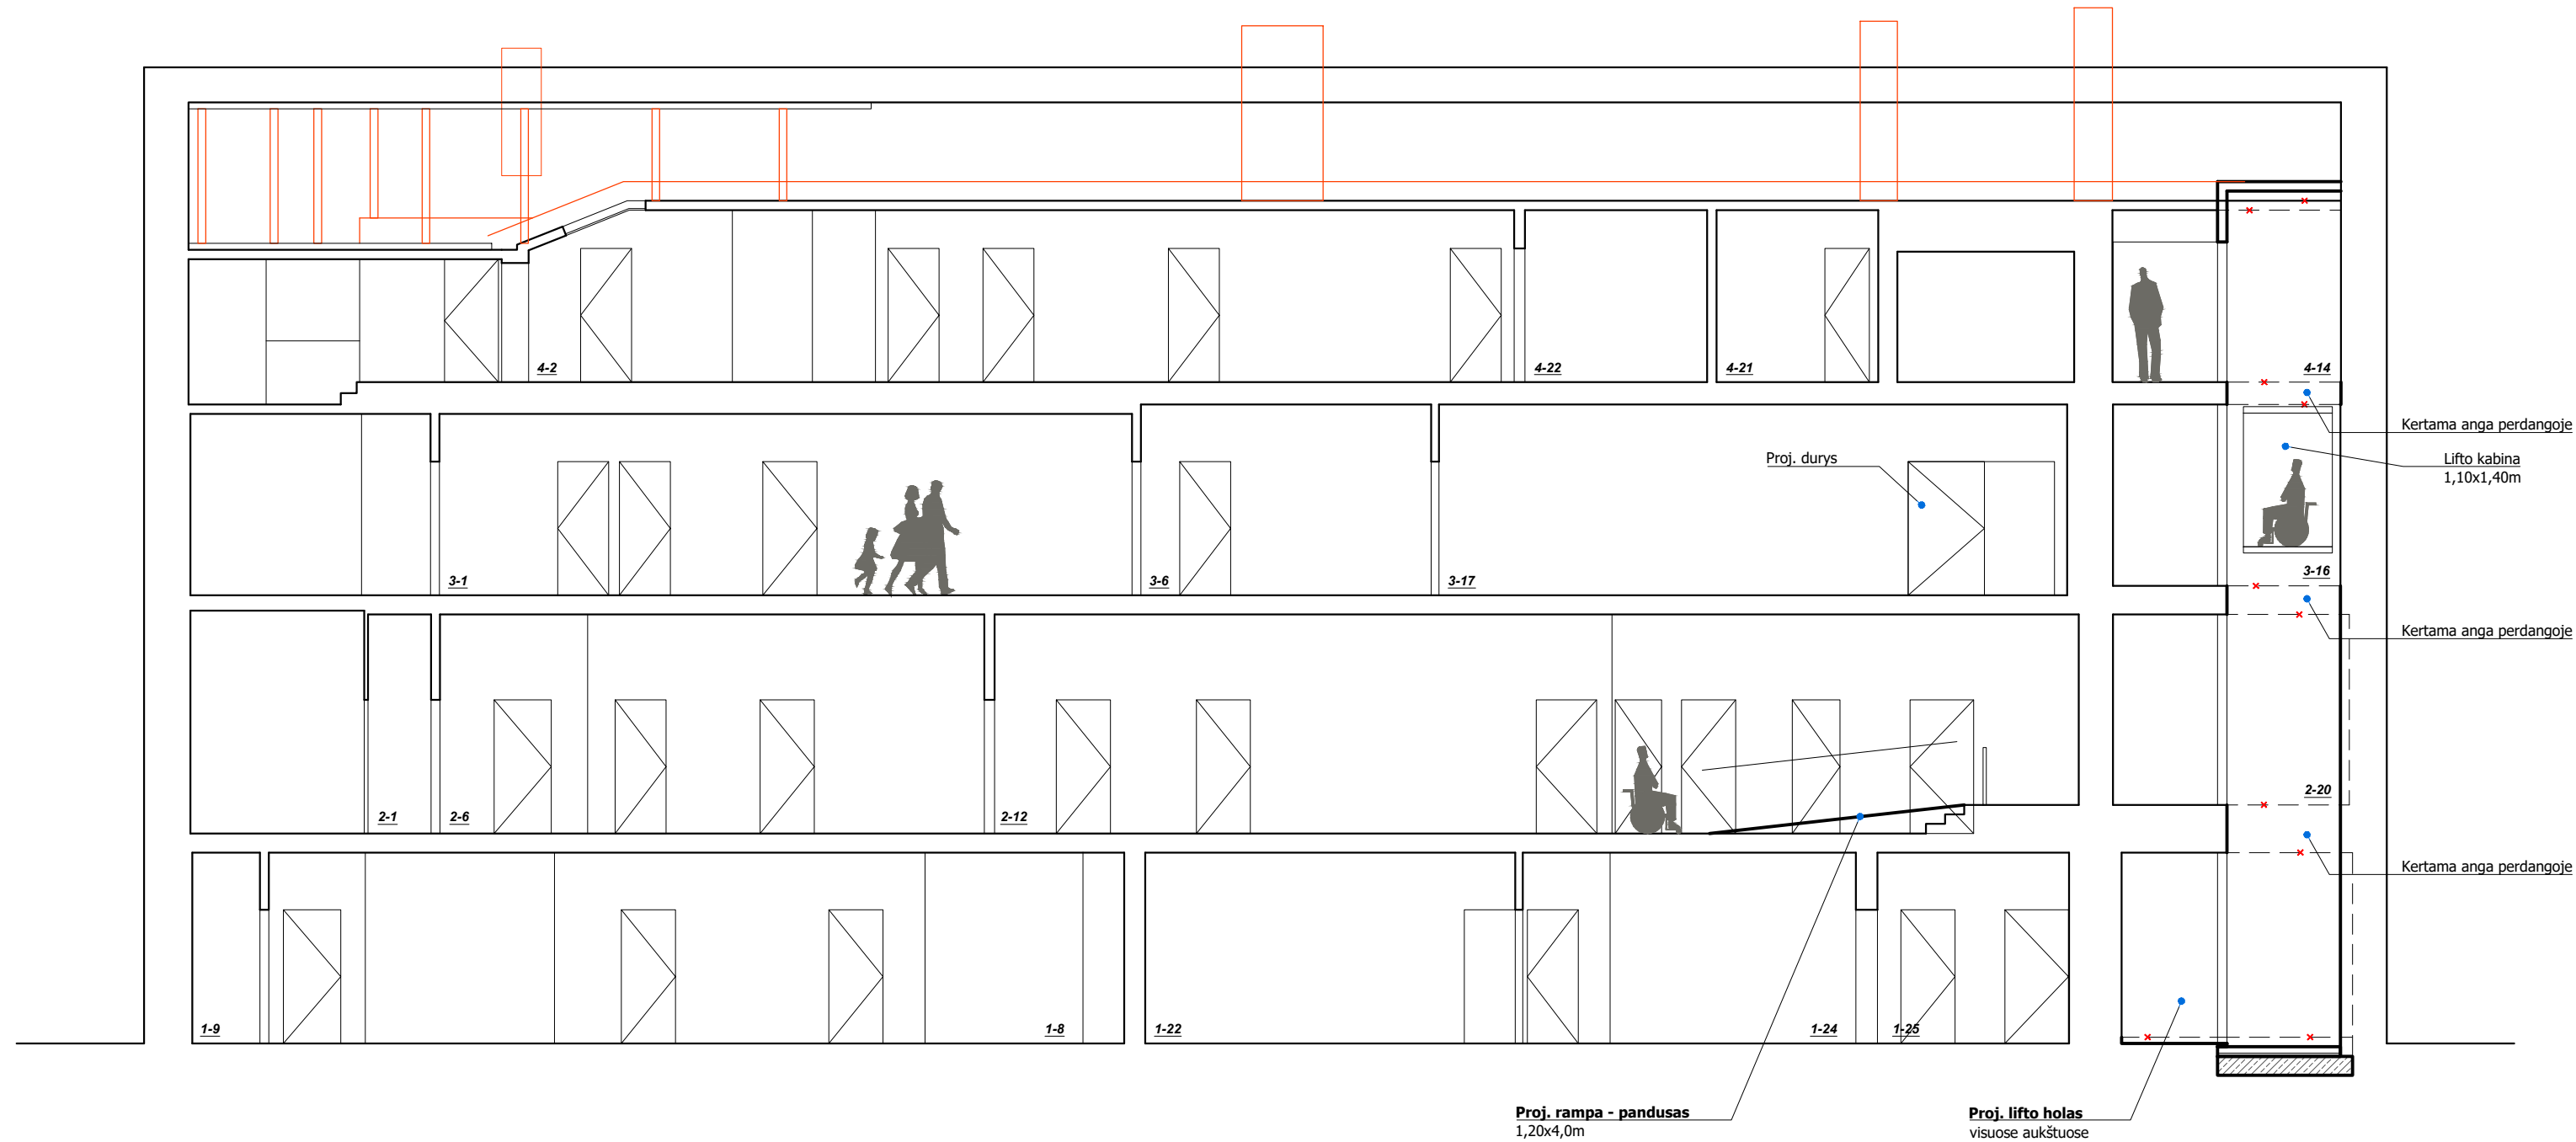 4-2
4-22
4-21
4-14
Kertama anga perdangoje
Proj. durys
Lifto kabina
1,10x1,40m
3-1
3-6
3-17
3-16
Kertama anga perdangoje
2-1
2-6
2-12
2-20
Kertama anga perdangoje
1-9
1-8
1-22
1-24
1-25
Proj. rampa - pandusas
1,20x4,0m
Proj. lifto holas
visuose aukštuose